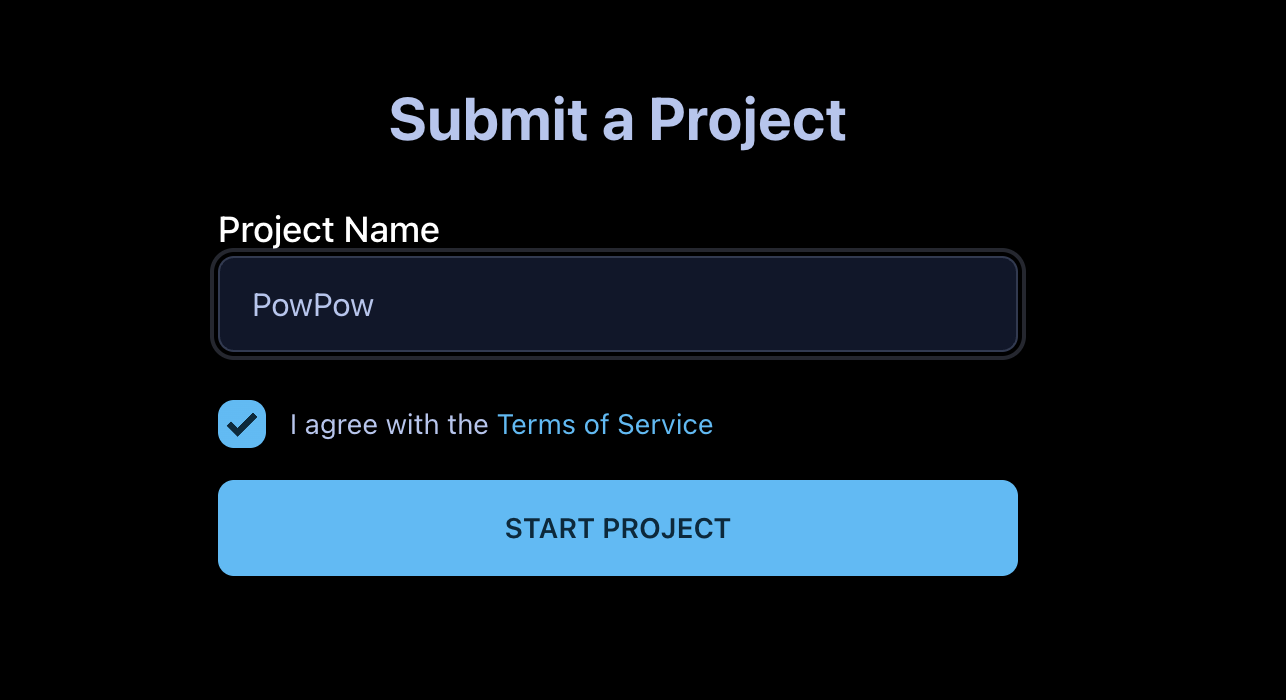 Submit a Project
Project Name
PowPow
I agree with the Terms of Service
START PROJECT